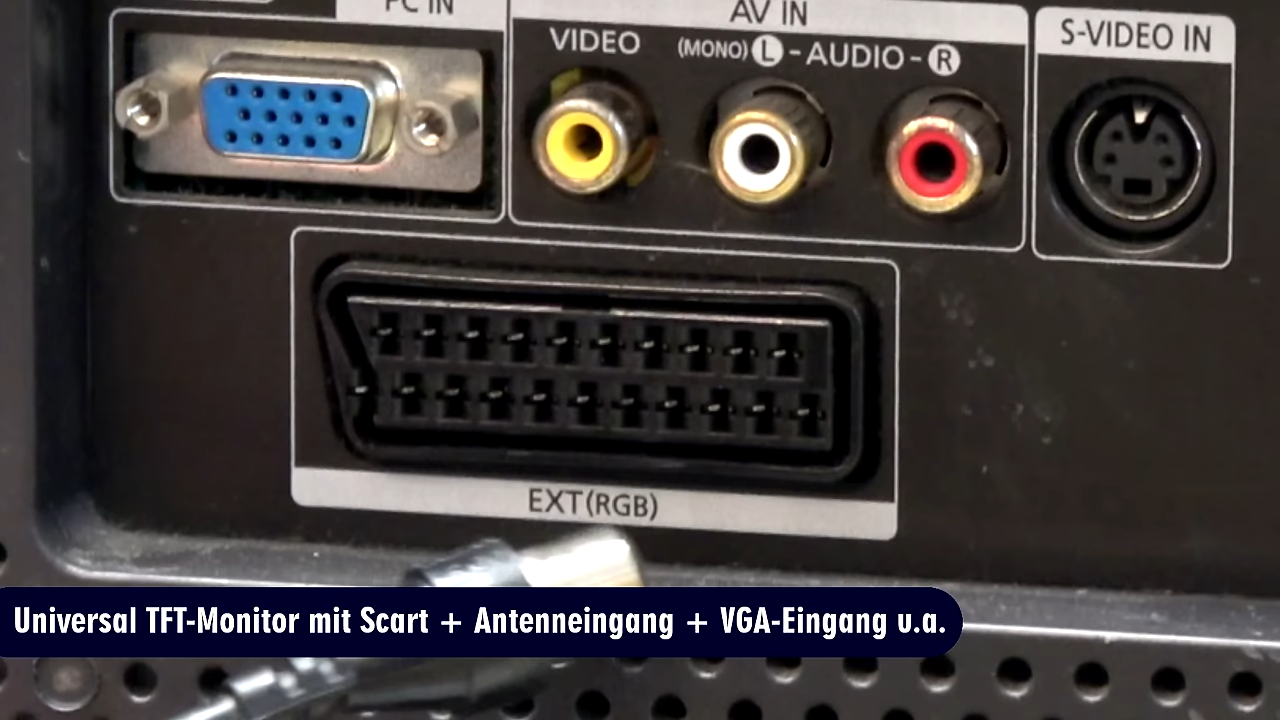 PC IN
AV IN
VIDEO
(MONO) L - AUDIO - R
S-VIDEO IN
EXT(RGB)
Universal TFT-Monitor mit Scart + Antenneingang + VGA-Eingang u.a.